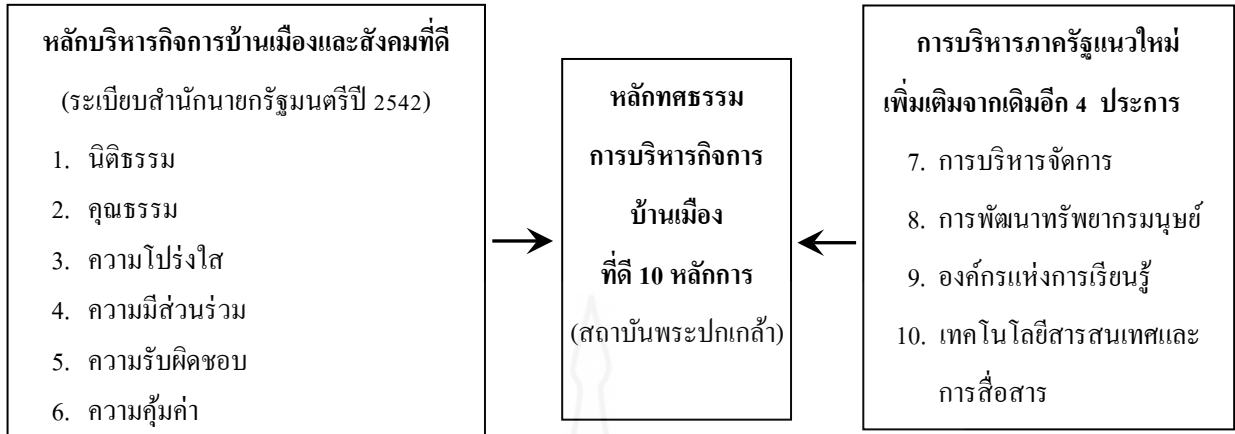 หลักบริหารกิจการบ้านเมืองและสังคมที่ดี
(ระเบียบสำนักนายกรัฐมนตรีปี 2542)
1. นิติธรรม
2. คุณธรรม
3. ความโปร่งใส
4. ความมีส่วนร่วม
5. ความรับผิดชอบ
6. ความคุ้มค่า
หลักทศธรรม
การบริหารกิจการ
บ้านเมือง
ที่ดี 10 หลักการ
(สถาบันพระปกเกล้า)
การบริหารภาครัฐแนวใหม่
เพิ่มเติมจากเดิมอีก 4 ประการ
7. การบริหารจัดการ
8. การพัฒนาทรัพยากรมนุษย์
9. องค์กรแห่งการเรียนรู้
10. เทคโนโลยีสารสนเทศและ
การสื่อสาร